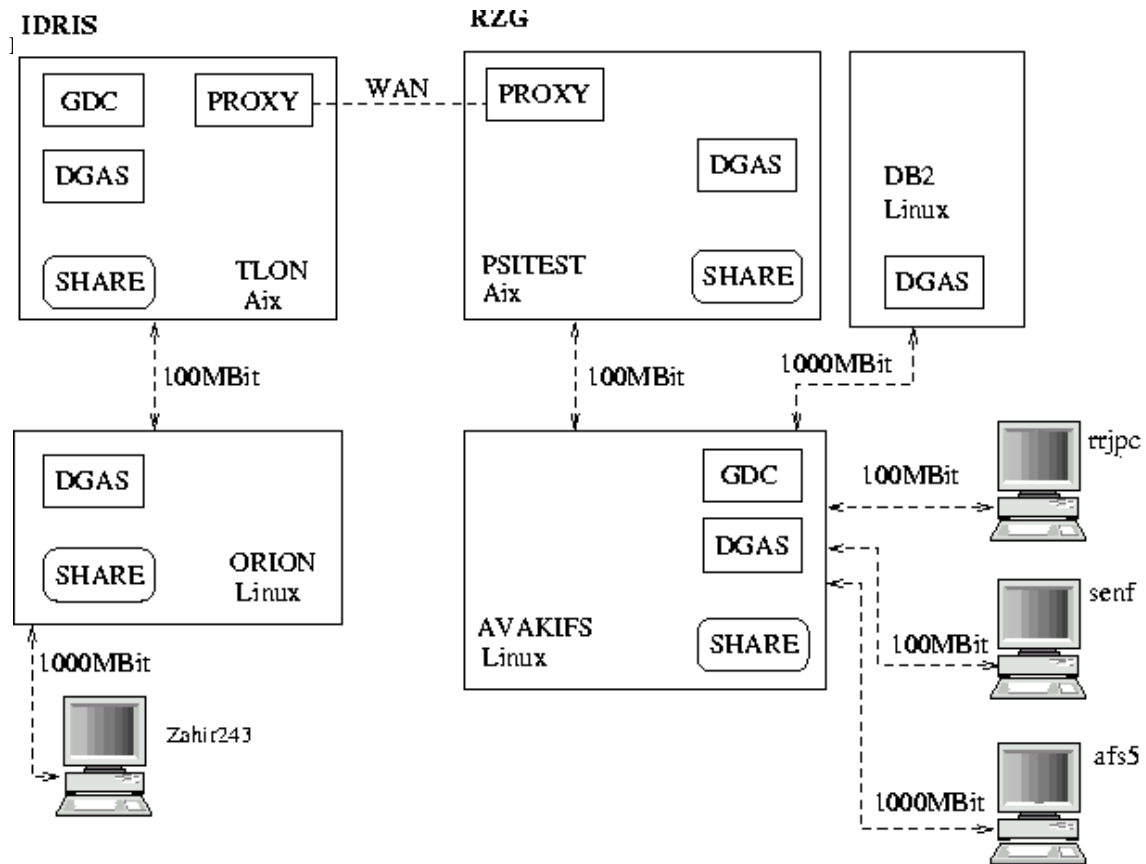 IDRIS
RZG
]
GDC
PROXY
WAN
PROXY
DGAS
DGAS
DB2
Linux
SHARE
TLON
Aix
PSITEST
Aix
SHARE
DGAS
100MBit
100MBit
1000MBit
DGAS
SHARE
ORION
Linux
GDC
DGAS
AVAKIFS
Linux
SHARE
100MBit
rrjpc
100MBit
senf
1000MBit
afs5
1000MBit
Zahir243